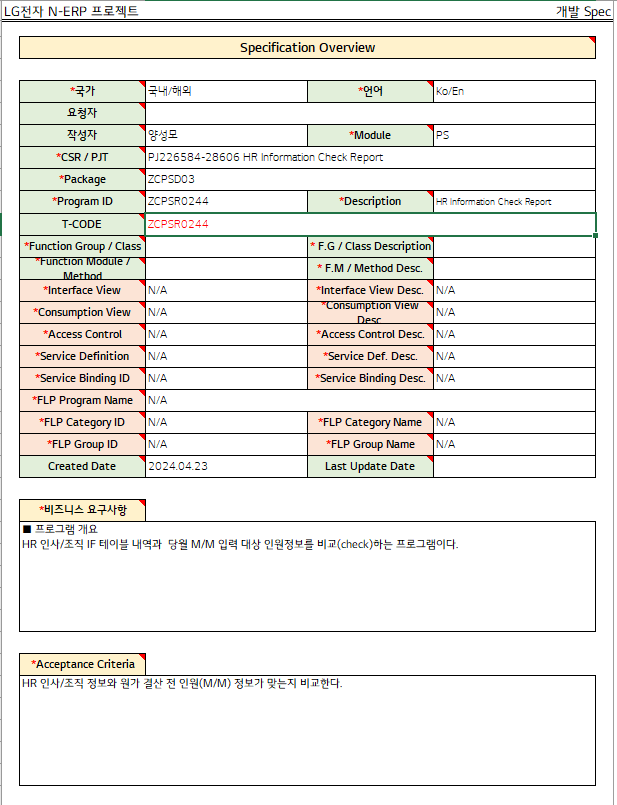 LG전자 N-ERP 프로젝트 개발 Spec
Specification Overview
*국가 국내/해외 *언어 Ko/En
요청자
작성자 양성모 *Module PS
*CSR / PJT PJ226584-28606 HR Information Check Report
*Package ZCPSD03
*Program ID ZCPSR0244 *Description HR Information Check Report
T-CODE ZCPSR0244
*Function Group / Class * F.G / Class Description
*Function Module / Method * F.M / Method Desc.
*Interface View N/A *Interface View Desc. N/A
*Consumption View N/A *Consumption View Desc N/A
*Access Control N/A *Access Control Desc. N/A
*Service Definition N/A *Service Def. Desc. N/A
*Service Binding ID N/A *Service Binding Desc. N/A
*FLP Program Name N/A
*FLP Category ID N/A *FLP Category Name N/A
*FLP Group ID N/A *FLP Group Name N/A
Created Date 2024.04.23 Last Update Date
*비즈니스 요구사항
■ 프로그램 개요
HR 인사/조직 IF 테이블 내역과 당월 M/M 입력 대상 인원정보를 비교(check)하는 프로그램이다.
*Acceptance Criteria
HR 인사/조직 정보와 원가 결산 전 인원(M/M) 정보가 맞는지 비교한다.